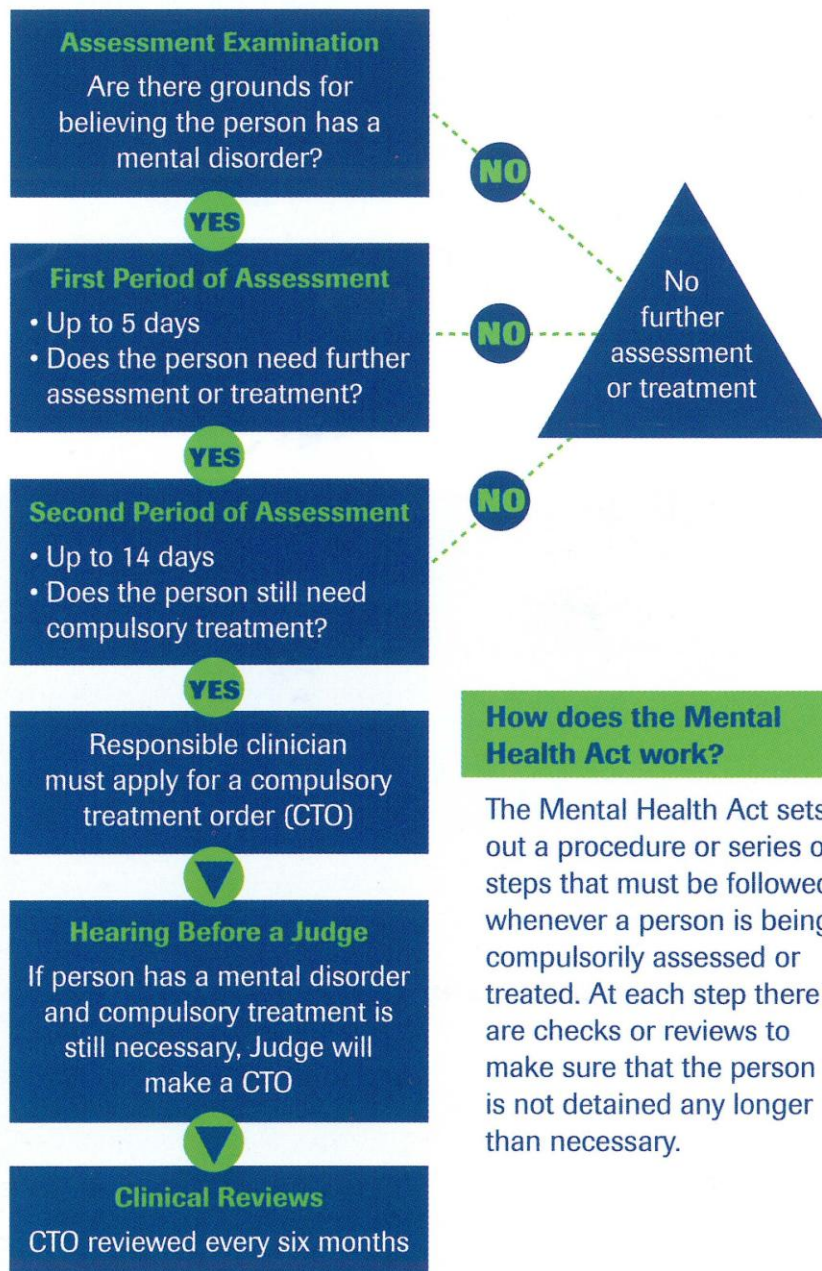 Assessment Examination
Are there grounds for
believing the person has a
mental disorder?
NO
YES
First Period of Assessment
• Up to 5 days
• Does the person need further
assessment or treatment?
NO
No
further
assessment
or treatment
YES
Second Period of Assessment
• Up to 14 days
• Does the person still need
compulsory treatment?
NO
YES
Responsible clinician
must apply for a compulsory
treatment order (CTO)
Hearing Before a Judge
If person has a mental disorder
and compulsory treatment is
still necessary, Judge will
make a CTO
Clinical Reviews
CTO reviewed every six months
How does the Mental
Health Act work?
The Mental Health Act sets
out a procedure or series o
steps that must be followed
whenever a person is being
compulsorily assessed or
treated. At each step there
are checks or reviews to
make sure that the person
is not detained any longer
than necessary.